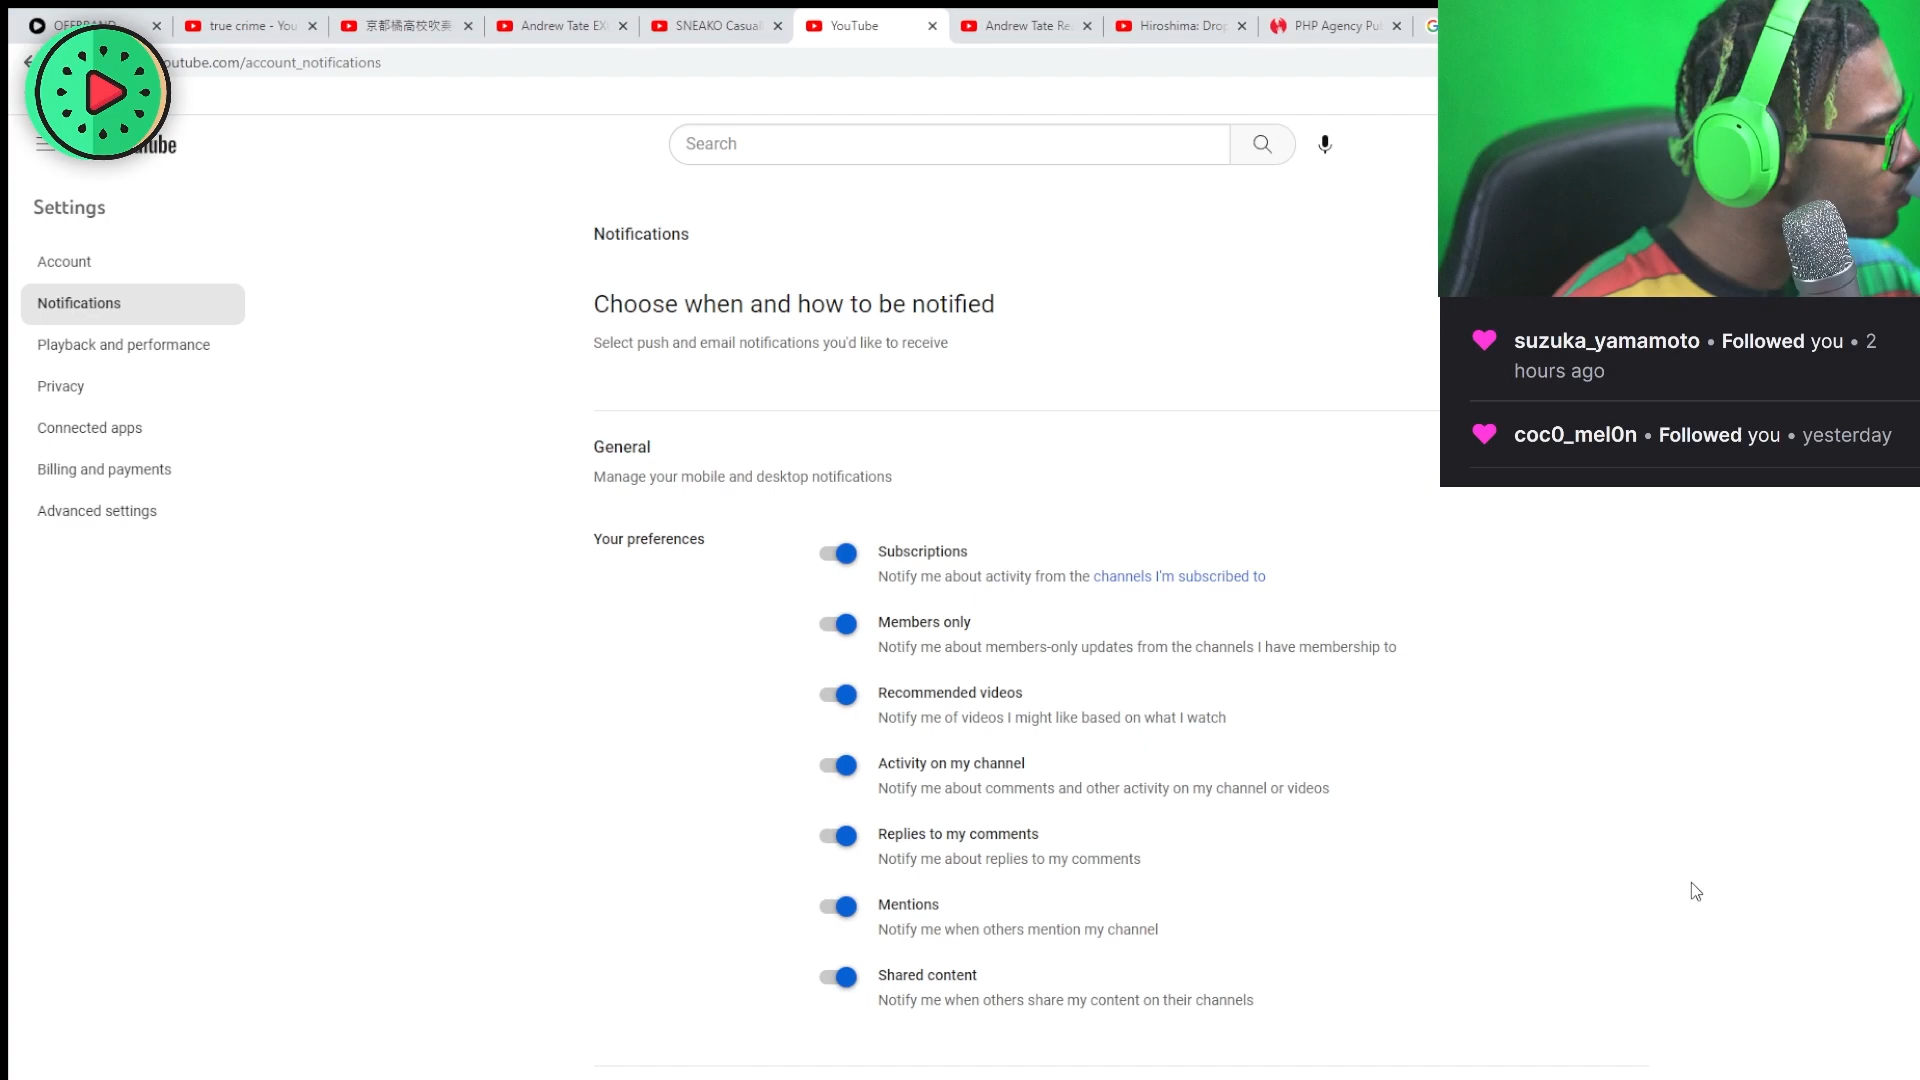 true crime - You
京都橘高校吹奏
Andrew Tate EX
SNEAKO Casual
YouTube
Andrew Tate Re
Hiroshima: Drop
PHP Agency Pu
outube.com/account_notifications
Search
Settings
Account
Notifications
Playback and performance
Privacy
Connected apps
Billing and payments
Advanced settings
Notifications
Choose when and how to be notified
Select push and email notifications you'd like to receive
General
Manage your mobile and desktop notifications
Your preferences
Subscriptions
Notify me about activity from the channels I'm subscribed to
Members only
Notify me about members-only updates from the channels I have membership to
Recommended videos
Notify me of videos I might like based on what I watch
Activity on my channel
Notify me about comments and other activity on my channel or videos
Replies to my comments
Notify me about replies to my comments
Mentions
Notify me when others mention my channel
Shared content
Notify me when others share my content on their channels
suzuka_yamamoto • Followed you • 2
hours ago
coc0_mel0n • Followed you • yesterday